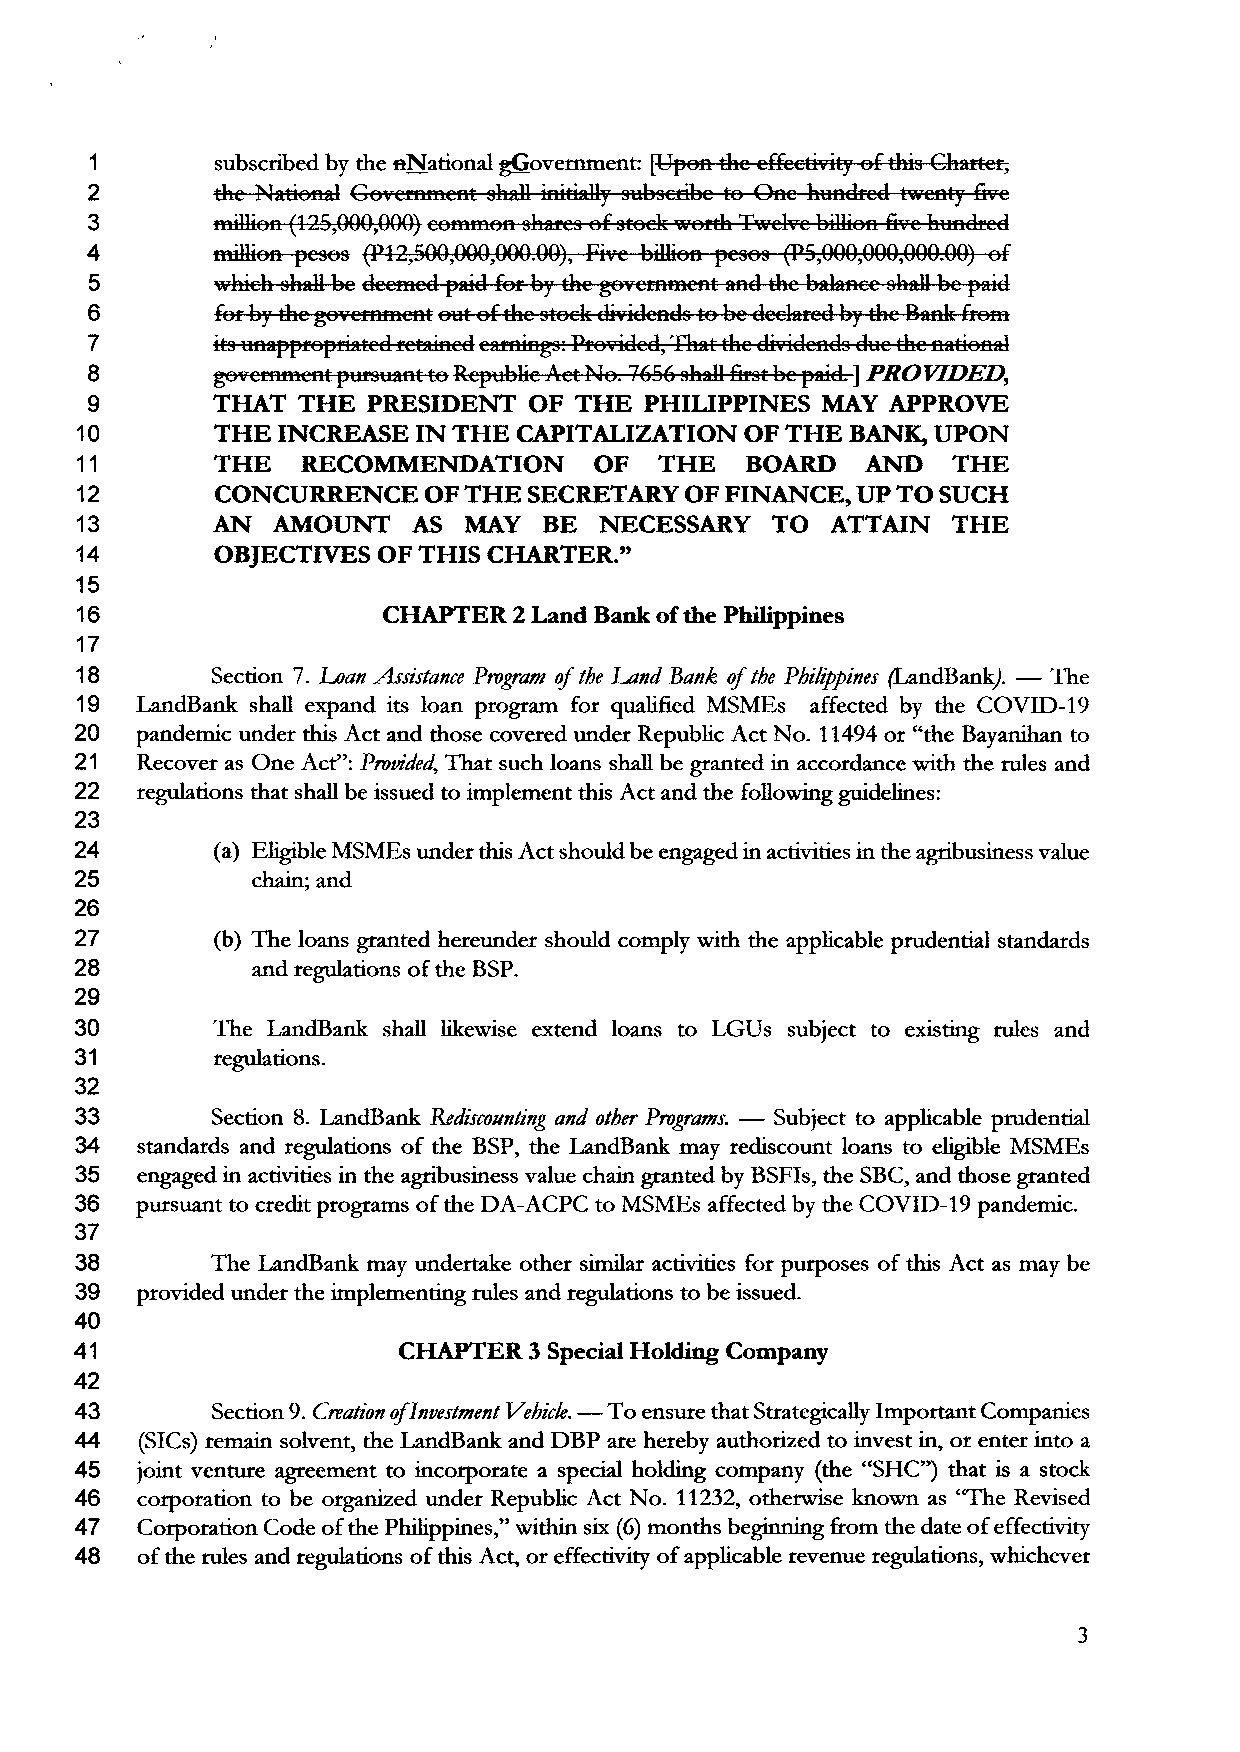 1 subscribed by the nNational gGovernment: [Upon the effectivity of this Charter,
2 the National Government shall initially subscribe to One hundred twenty five
3 million (125,000,000) common shares of stock worth Twelve billion five hundred
4 million pesos (P12,500,000,000.00), Five billion pesos (P5,000,000,000.00) of
5 which shall be deemed paid for by the government and the balance shall be paid
6 for by the government out of the stock dividends to be declared by the Bank from
7 its unappropriated retained earnings: Provided, That the dividends due the national
8 government pursuant to Republic Act No. 7656 shall first be paid.] PROVIDED,
9 THAT THE PRESIDENT OF THE PHILIPPINES MAY APPROVE
10 THE INCREASE IN THE CAPITALIZATION OF THE BANK, UPON
11 THE RECOMMENDATION OF THE BOARD AND THE
12 CONCURRENCE OF THE SECRETARY OF FINANCE, UP TO SUCH
13 AN AMOUNT AS MAY BE NECESSARY TO ATTAIN THE
14 OBJECTIVES OF THIS CHARTER.”
15
16 CHAPTER 2 Land Bank of the Philippines
17
18 Section 7. Loan Assistance Program of the Land Bank of the Philippines (LandBank). — The
19 LandBank shall expand its loan program for qualified MSMEs affected by the COVID-19
20 pandemic under this Act and those covered under Republic Act No. 11494 or “the Bayanihan to
21 Recover as One Act”: Provided, That such loans shall be granted in accordance with the rules and
22 regulations that shall be issued to implement this Act and the following guidelines:
23
24 (a) Eligible MSMEs under this Act should be engaged in activities in the agribusiness value
25 chain; and
26
27 (b) The loans granted hereunder should comply with the applicable prudential standards
28 and regulations of the BSP.
29
30 The LandBank shall likewise extend loans to LGUs subject to existing rules and
31 regulations.
32
33 Section 8. LandBank Rediscounting and other Programs. — Subject to applicable prudential
34 standards and regulations of the BSP, the LandBank may rediscount loans to eligible MSMEs
35 engaged in activities in the agribusiness value chain granted by BSFIs, the SBC, and those granted
36 pursuant to credit programs of the DA-ACPC to MSMEs affected by the COVID-19 pandemic.
37
38 The LandBank may undertake other similar activities for purposes of this Act as may be
39 provided under the implementing rules and regulations to be issued.
40
41 CHAPTER 3 Special Holding Company
42
43 Section 9. Creation of Investment Vehicle. — To ensure that Strategically Important Companies
44 (SICs) remain solvent, the LandBank and DBP are hereby authorized to invest in, or enter into a
45 joint venture agreement to incorporate a special holding company (the “SHC”) that is a stock
46 corporation to be organized under Republic Act No. 11232, otherwise known as “The Revised
47 Corporation Code of the Philippines,” within six (6) months beginning from the date of effectivity
48 of the rules and regulations of this Act, or effectivity of applicable revenue regulations, whichever
3